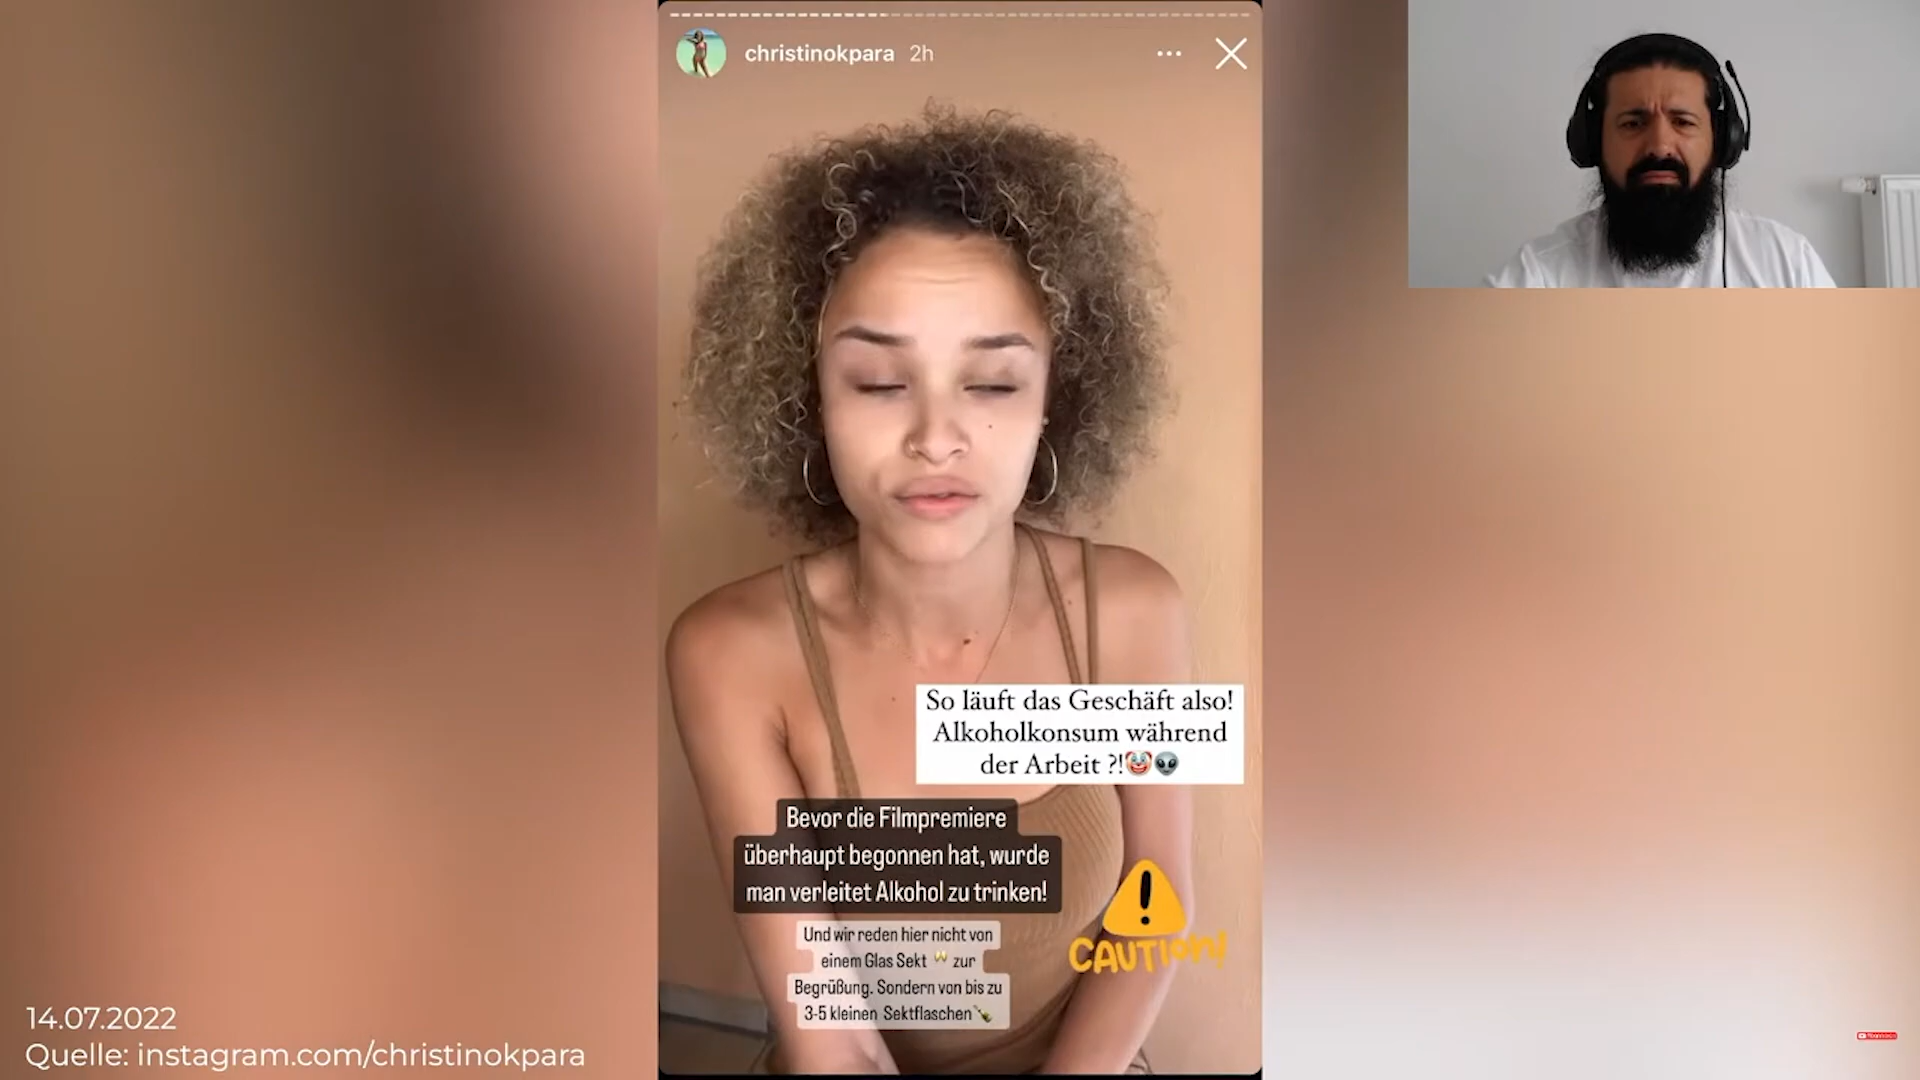 christinokpara 2h
So läuft das Geschäft also!
Alkoholkonsum während
der Arbeit ?!🤡👽
Bevor die Filmpremiere
überhaupt begonnen hat, wurde
man verleitet Alkohol zu trinken!
CAUTION!
Und wir reden hier nicht von
einem Glas Sekt 🥂 zur
Begrüßung. Sondern von bis zu
3-5 kleinen Sektflaschen🍾
14.07.2022
Quelle: instagram.com/christinokpara